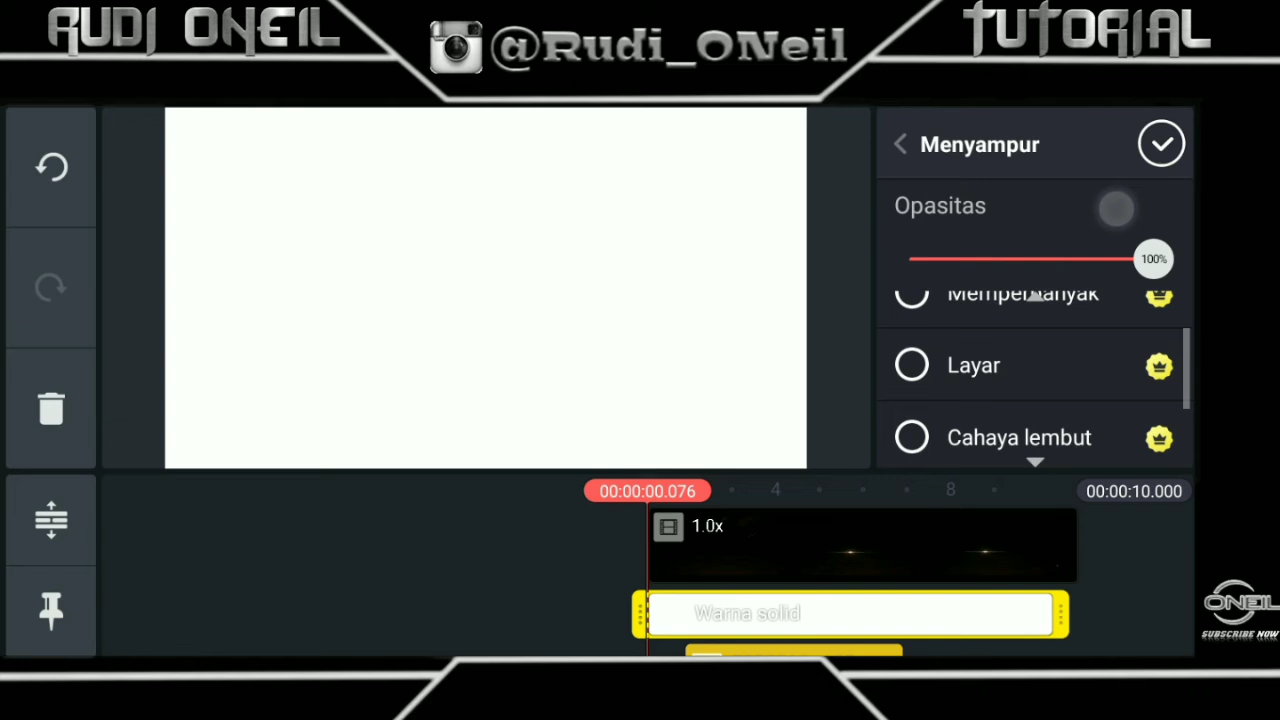 RUDI ONEIL
@Rudi_ONeil
TUTORIAL
Menyampur
Opasitas
100%
Memperbanyak
Layar
Cahaya lembut
00:00:00.076
4
8
00:00:10.000
1.0x
Warna solid
ONEIL
SUBSCRIBE NOW